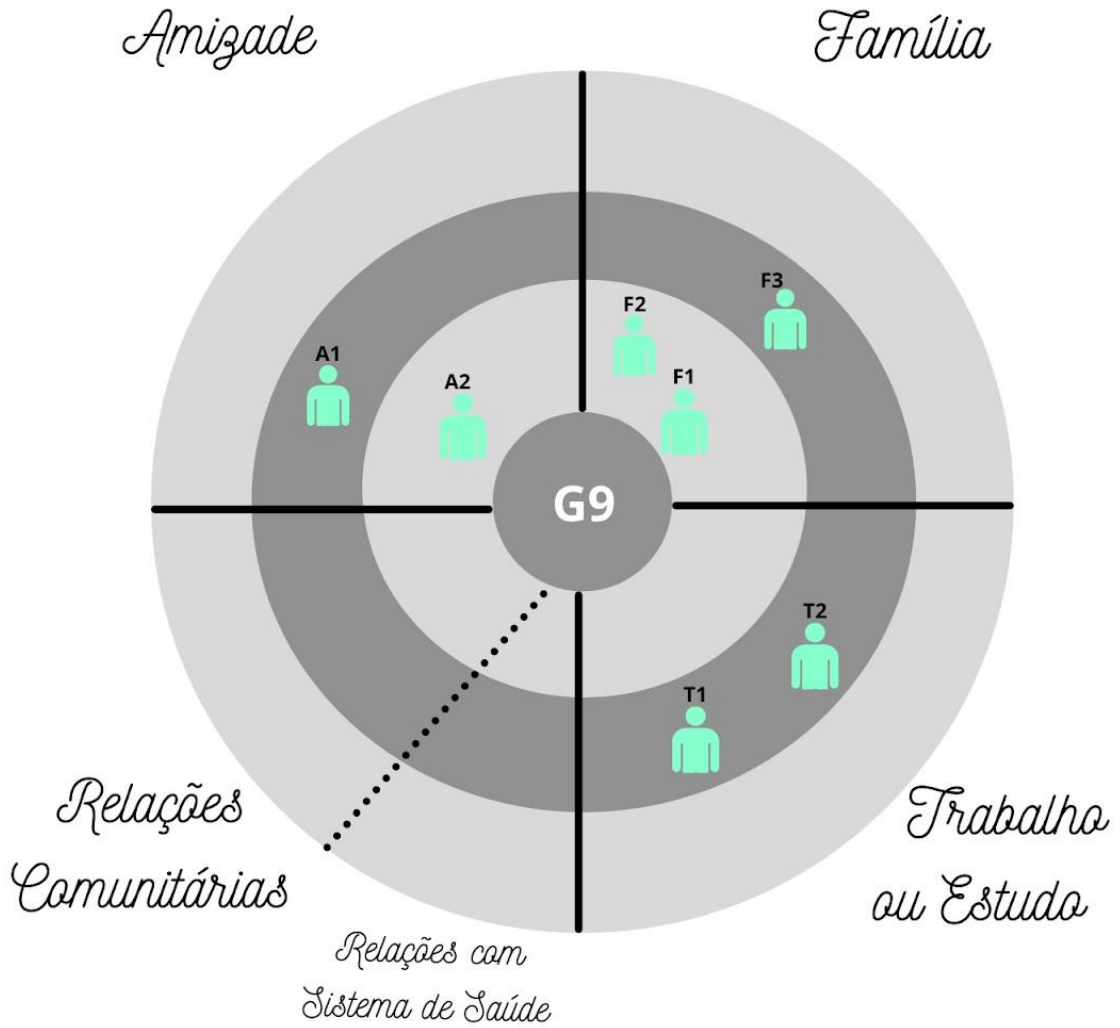 Amizade
Família
F3
F2
A1
F1
A2
G9
T2
T1
Relações
Comunitárias
Trabalho
ou Estudo
Relações com
Sistema de Saúde